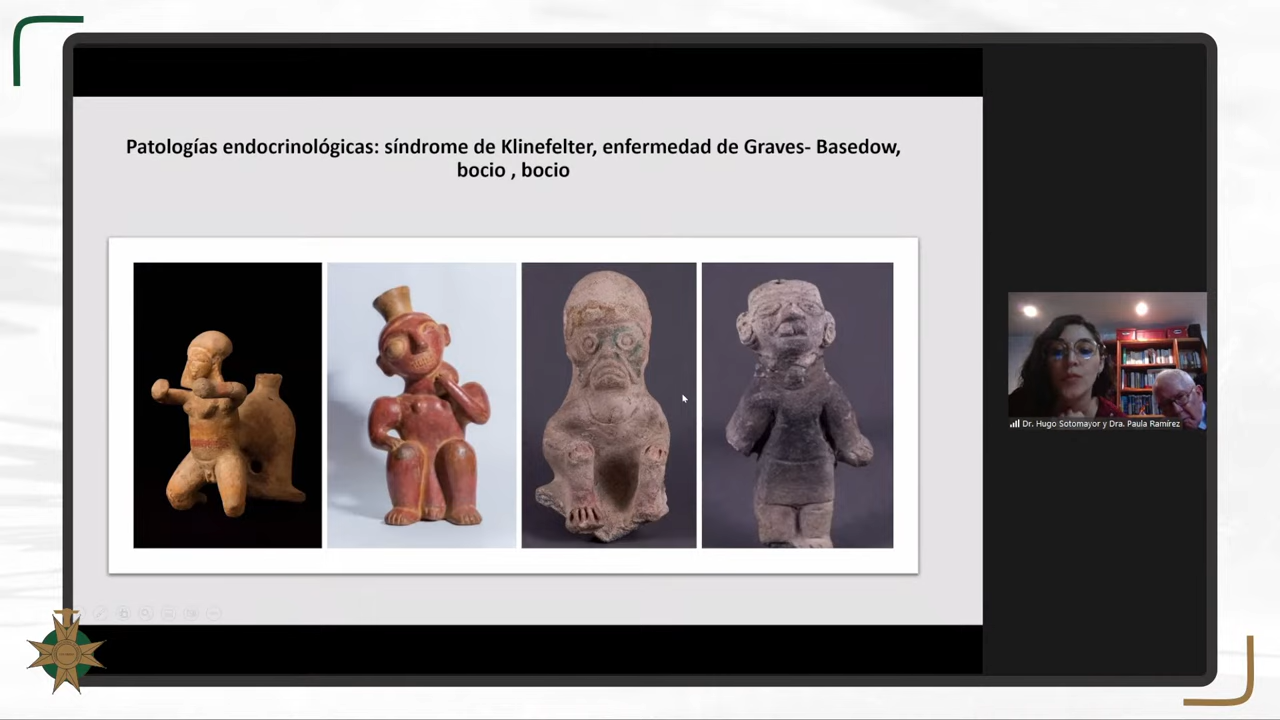 Patologías endocrinológicas: síndrome de Klinefelter, enfermedad de Graves- Basedow,
bocio , bocio
Dr. Hugo Sotomayor y Dra. Paula Ramírez